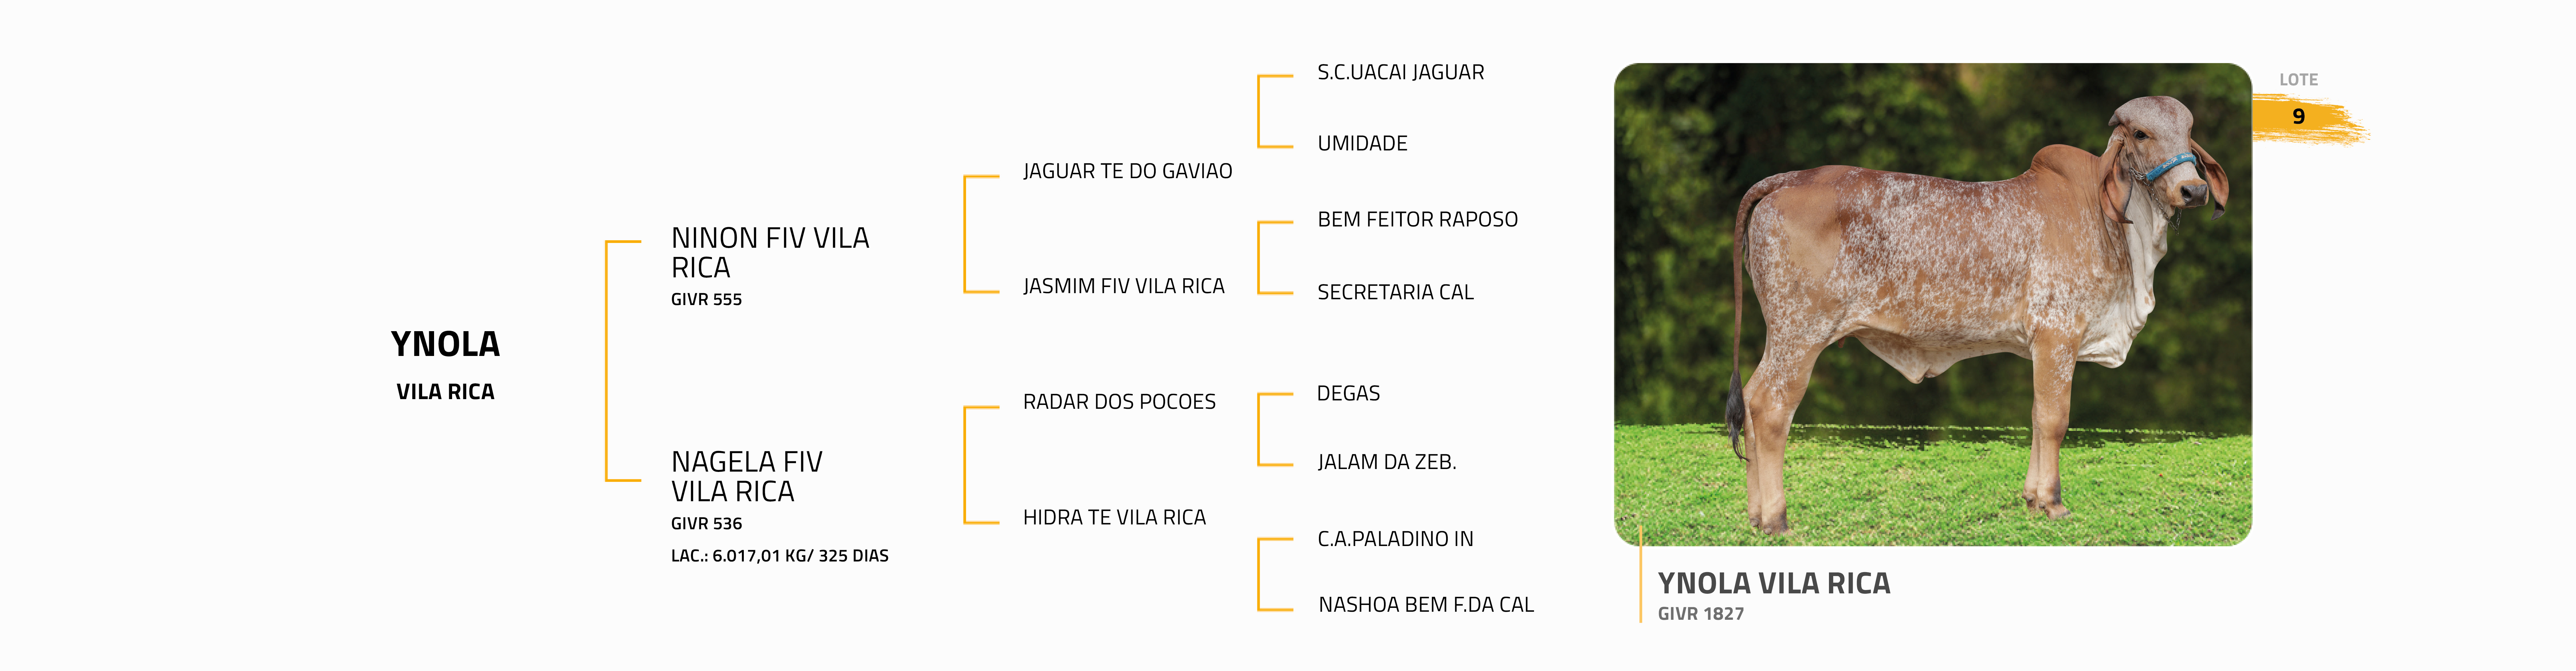 YNOLA
VILA RICA
NINON FIV VILA
RICA
GIVR 555
NAGELA FIV
VILA RICA
GIVR 536
LAC.: 6.017,01 KG/ 325 DIAS
JAGUAR TE DO GAVIAO
JASMIM FIV VILA RICA
RADAR DOS POCOES
HIDRA TE VILA RICA
S.C.UACAI JAGUAR
UMIDADE
BEM FEITOR RAPOSO
SECRETARIA CAL
DEGAS
JALAM DA ZEB.
C.A.PALADINO IN
NASHOA BEM F.DA CAL
LOTE
9
YNOLA VILA RICA
GIVR 1827